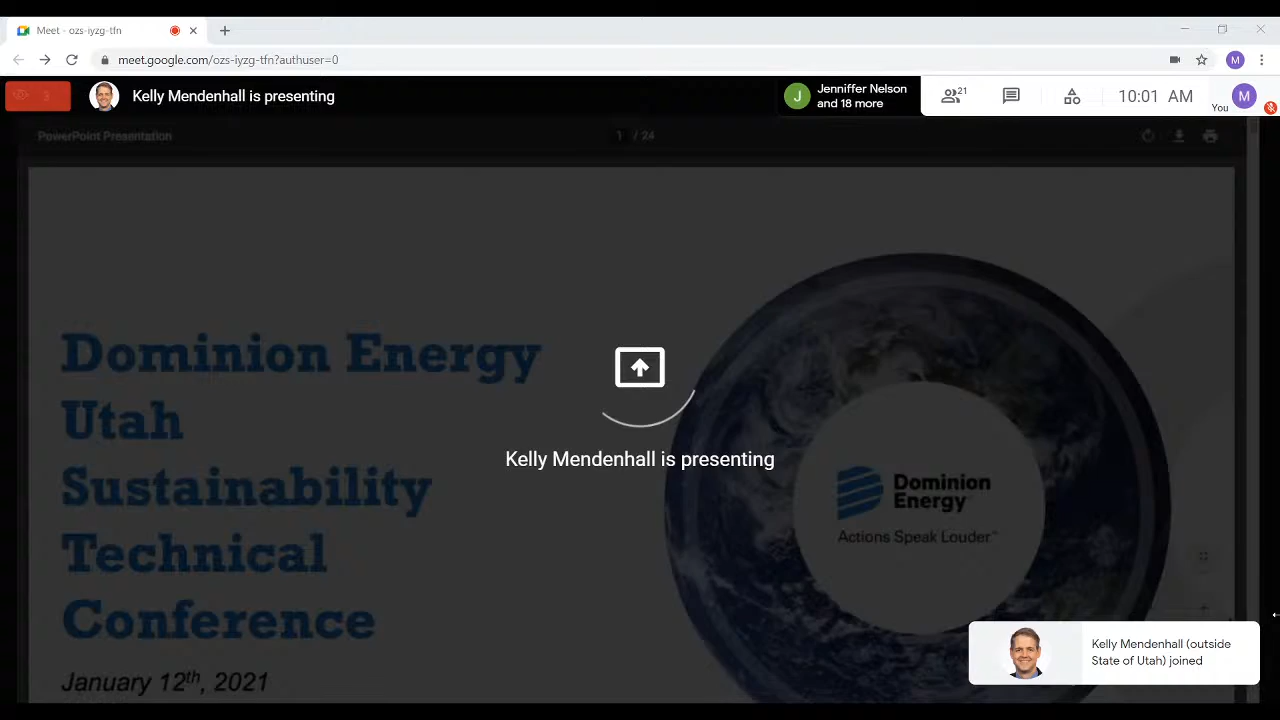 Meet - ozs-iyzg-tfn
meet.google.com/ozs-iyzg-tfn?authuser=0
M
3
Kelly Mendenhall is presenting
J
Jenniffer Nelson
and 18 more
21
10:01 AM
You
M
PowerPoint Presentation
1 / 24
Dominion Energy
Utah
Sustainability
Technical
Conference
January 12th, 2021
Kelly Mendenhall is presenting
Dominion
Energy
Actions Speak Louder™
Kelly Mendenhall (outside
State of Utah) joined